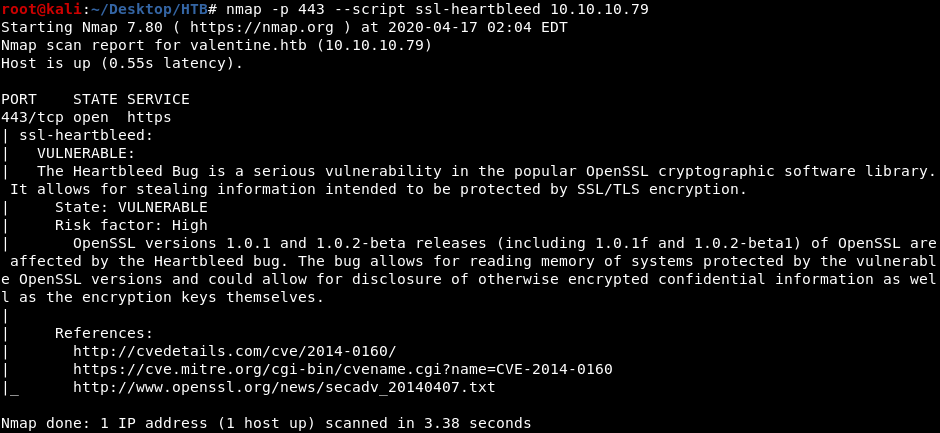 root@kali:~/Desktop/HTB# nmap -p 443 --script ssl-heartbleed 10.10.10.79
Starting Nmap 7.80 ( https://nmap.org ) at 2020-04-17 02:04 EDT
Nmap scan report for valentine.htb (10.10.10.79)
Host is up (0.55s latency).

PORT    STATE SERVICE
443/tcp open  https
| ssl-heartbleed:
|   VULNERABLE:
|   The Heartbleed Bug is a serious vulnerability in the popular OpenSSL cryptographic software library.
 It allows for stealing information intended to be protected by SSL/TLS encryption.
|     State: VULNERABLE
|     Risk factor: High
|       OpenSSL versions 1.0.1 and 1.0.2-beta releases (including 1.0.1f and 1.0.2-beta1) of OpenSSL are
 affected by the Heartbleed bug. The bug allows for reading memory of systems protected by the vulnerabl
e OpenSSL versions and could allow for disclosure of otherwise encrypted confidential information as wel
l as the encryption keys themselves.
|
|     References:
|       http://cvedetails.com/cve/2014-0160/
|       https://cve.mitre.org/cgi-bin/cvename.cgi?name=CVE-2014-0160
|_      http://www.openssl.org/news/secadv_20140407.txt

Nmap done: 1 IP address (1 host up) scanned in 3.38 seconds